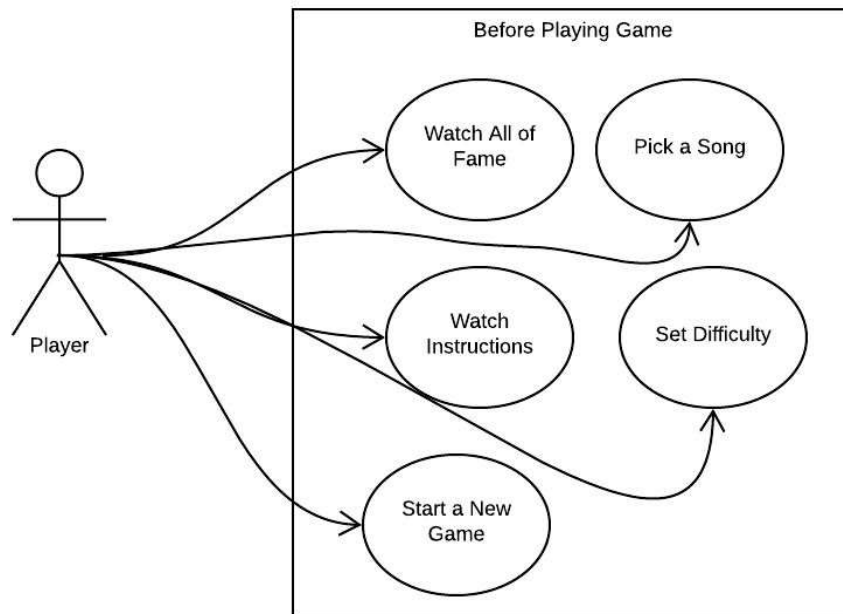 Before Playing Game
Watch All of
Fame
Pick a Song
Player
Watch
Instructions
Set Difficulty
Start a New
Game